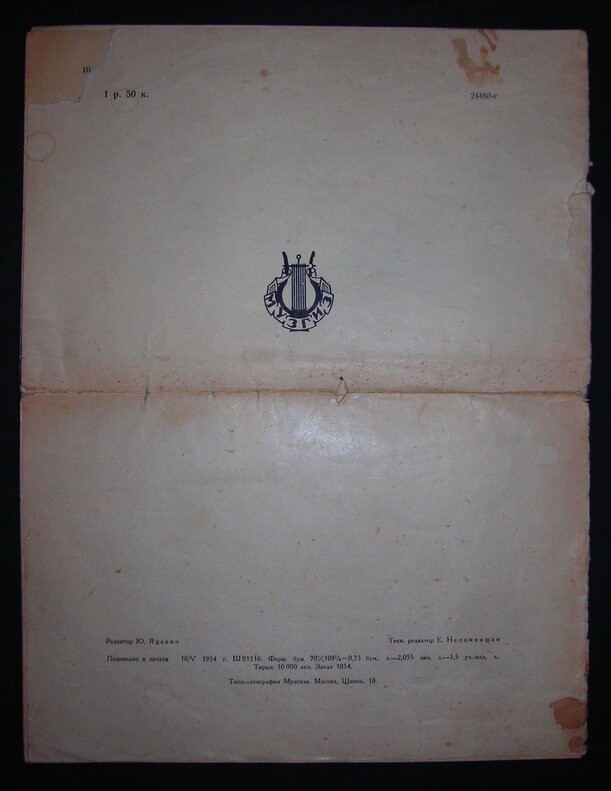 10
1 р. 50 к.
24460-г
МУЗГИЗ
Редактор Ю. Яцевич
Техн. редактор Е. Непомнящая
Подписано к печати 18/V 1954 г. Ш 01516. Форм. бум. 70×108¹/₈=0,75 бум. л.—2,055 печ. л.—1,5 уч.-изд. л.
Тираж 10 000 экз. Заказ 1054.
Типо-литография Музгиза. Москва, Щипок, 18.